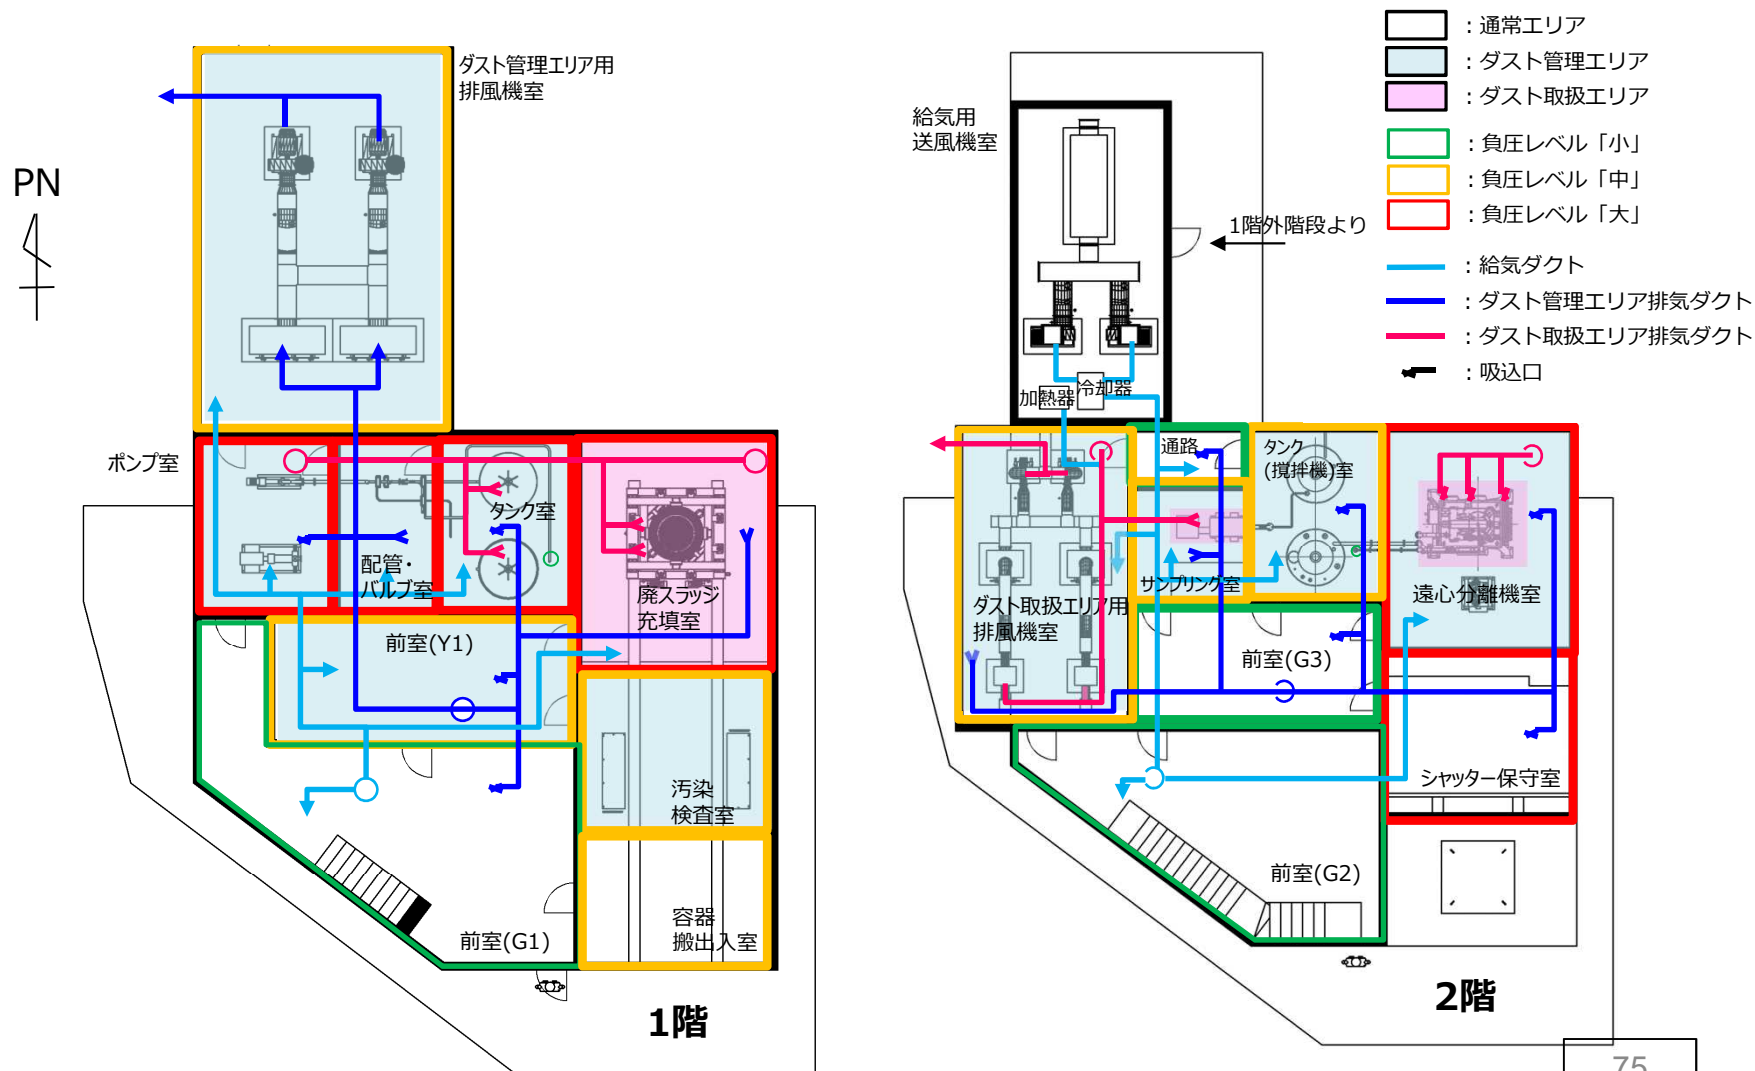 ダスト管理エリア用
排風機室
PN
ポンプ室
配管・
バルブ室
タンク室
廃スラッジ
充填室
前室(Y1)
汚染
検査室
容器
搬出入室
前室(G1)
1階
給気用
送風機室
1階外階段より
加熱器
冷却器
通路
タンク
(撹拌機)室
サンプリング室
ダスト取扱エリア用
排風機室
遠心分離機室
前室(G3)
シャッター保守室
前室(G2)
2階
：通常エリア
：ダスト管理エリア
：ダスト取扱エリア
：負圧レベル「小」
：負圧レベル「中」
：負圧レベル「大」
：給気ダクト
：ダスト管理エリア排気ダクト
：ダスト取扱エリア排気ダクト
：吸込口
75